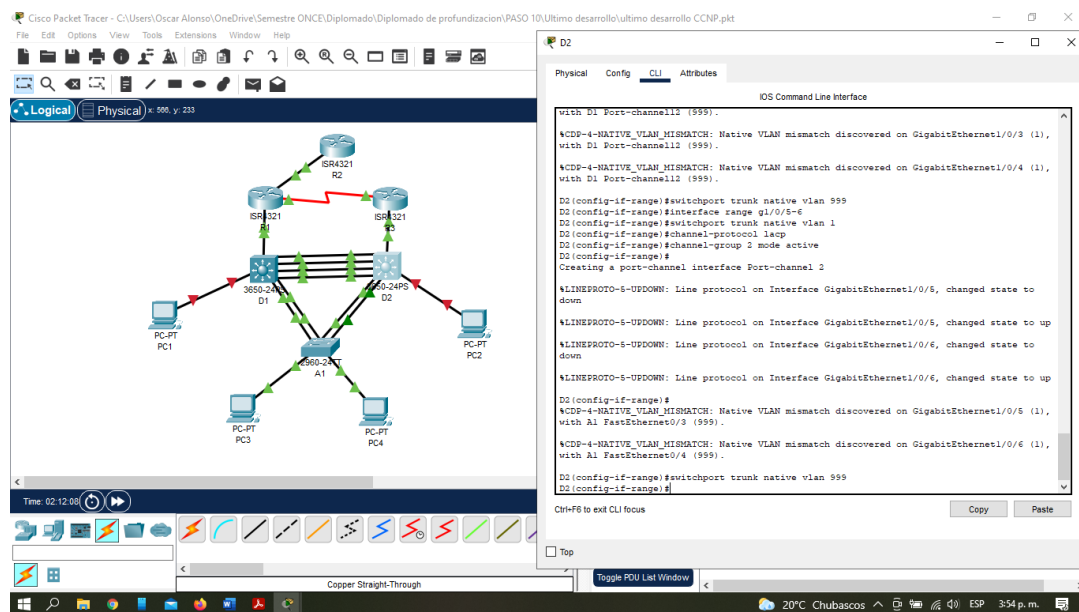 Cisco Packet Tracer - C:\Users\Oscar Alonso\OneDrive\Semestre ONCE\Diplomado\Diplomado de profundizacion\PASO 10\Ultimo desarrollo\ultimo desarrollo CCNP.pkt
File Edit Options View Tools Extensions Window Help
Logical
Physical
x: 566, y: 233
ISR4321
R2
ISR4321
R1
ISR4321
R3
3650-24PS
D1
3650-24PS
D2
PC-PT
PC1
PC-PT
PC2
2960-24TT
A1
PC-PT
PC3
PC-PT
PC4
Time: 02:12:08
Copper Straight-Through
D2
Physical Config CLI Attributes
IOS Command Line Interface
with D1 Port-channel12 (999).
%CDP-4-NATIVE_VLAN_MISMATCH: Native VLAN mismatch discovered on GigabitEthernet1/0/3 (1),
with D1 Port-channel12 (999).
%CDP-4-NATIVE_VLAN_MISMATCH: Native VLAN mismatch discovered on GigabitEthernet1/0/4 (1),
with D1 Port-channel12 (999).
D2(config-if-range)#switchport trunk native vlan 999
D2(config-if-range)#interface range g1/0/5-6
D2(config-if-range)#switchport trunk native vlan 1
D2(config-if-range)#channel-protocol lacp
D2(config-if-range)#channel-group 2 mode active
D2(config-if-range)#
Creating a port-channel interface Port-channel 2
%LINEPROTO-5-UPDOWN: Line protocol on Interface GigabitEthernet1/0/5, changed state to
down
%LINEPROTO-5-UPDOWN: Line protocol on Interface GigabitEthernet1/0/5, changed state to up
%LINEPROTO-5-UPDOWN: Line protocol on Interface GigabitEthernet1/0/6, changed state to
down
%LINEPROTO-5-UPDOWN: Line protocol on Interface GigabitEthernet1/0/6, changed state to up
D2(config-if-range)#
%CDP-4-NATIVE_VLAN_MISMATCH: Native VLAN mismatch discovered on GigabitEthernet1/0/5 (1),
with A1 FastEthernet0/3 (999).
%CDP-4-NATIVE_VLAN_MISMATCH: Native VLAN mismatch discovered on GigabitEthernet1/0/6 (1),
with A1 FastEthernet0/4 (999).
D2(config-if-range)#switchport trunk native vlan 999
D2(config-if-range)#
Ctrl+F6 to exit CLI focus
Copy
Paste
Top
Toggle PDU List Window
20°C Chubascos
ESP
3:54 p. m.